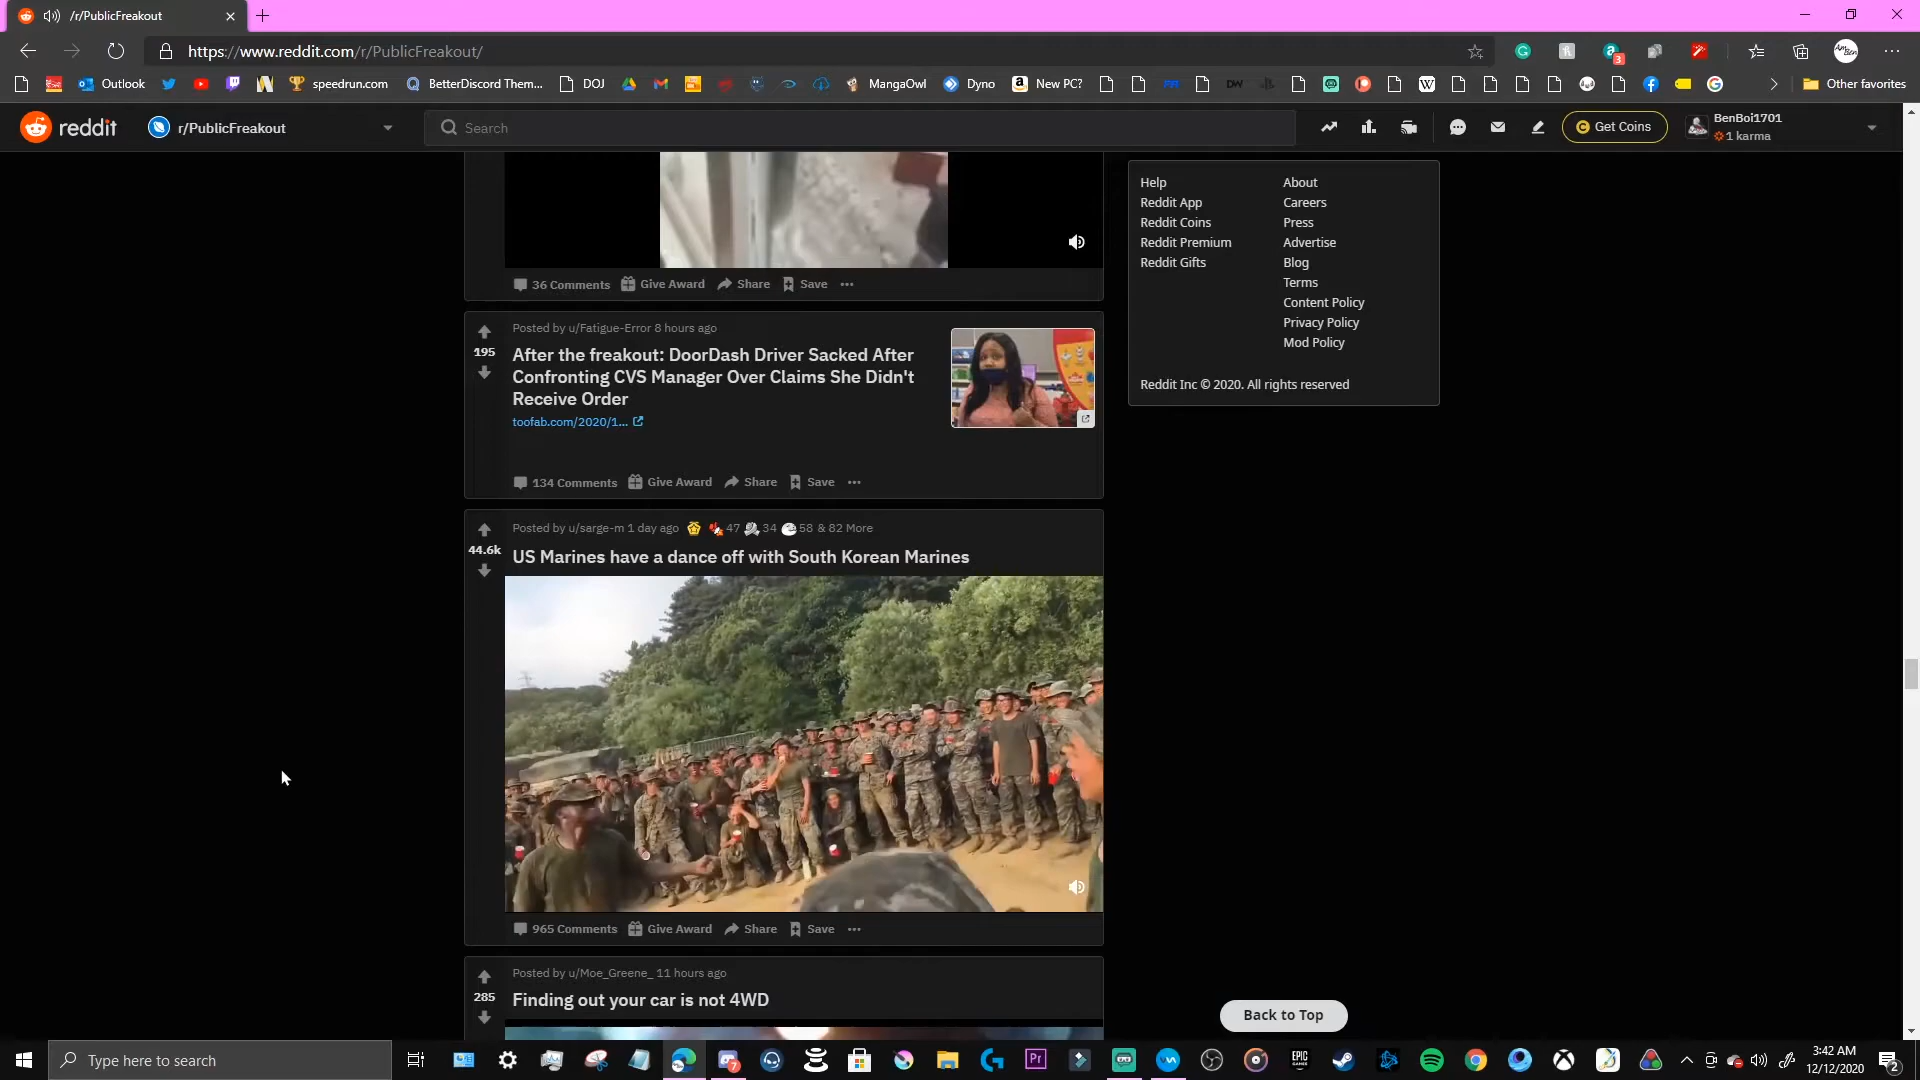 /r/PublicFreakout
https://www.reddit.com/r/PublicFreakout/
Outlook
speedrun.com
BetterDiscord Them...
DOJ
MangaOwl
Dyno
New PC?
Other favorites
reddit
r/PublicFreakout
Search
Get Coins
BenBoi1701
1 karma
36 Comments
Give Award
Share
Save
Posted by u/Fatigue-Error 8 hours ago
195
After the freakout: DoorDash Driver Sacked After
Confronting CVS Manager Over Claims She Didn't
Receive Order
toofab.com/2020/1...
134 Comments
Give Award
Share
Save
Posted by u/sarge-m 1 day ago 47 34 58 & 82 More
44.6k
US Marines have a dance off with South Korean Marines
965 Comments
Give Award
Share
Save
Posted by u/Moe_Greene_ 11 hours ago
285
Finding out your car is not 4WD
Help
Reddit App
Reddit Coins
Reddit Premium
Reddit Gifts
About
Careers
Press
Advertise
Blog
Terms
Content Policy
Privacy Policy
Mod Policy
Reddit Inc © 2020. All rights reserved
Back to Top
Type here to search
3:42 AM
12/12/2020